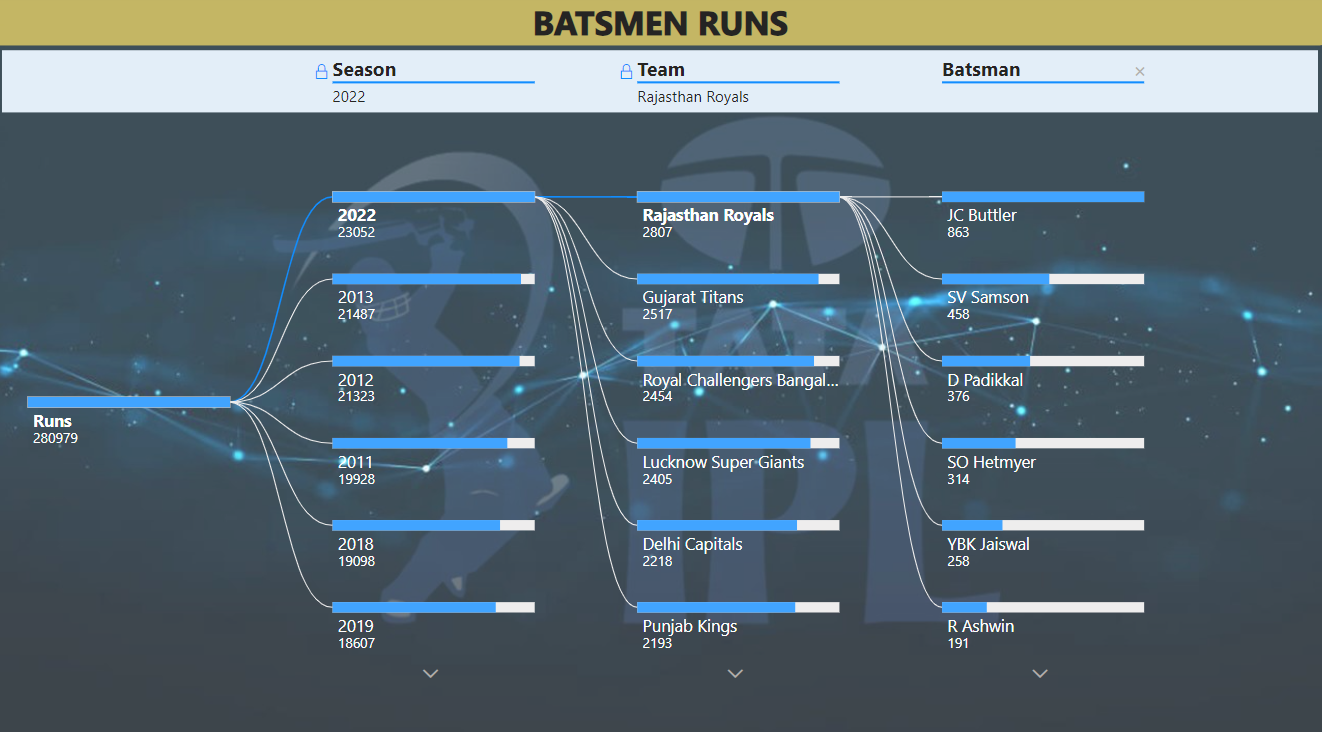 BATSMEN RUNS
Season
Team
Batsman
2022
Rajasthan Royals
Runs
280979
2022
23052
2013
21487
2012
21323
2011
19928
2018
19098
2019
18607
Rajasthan Royals
2807
Gujarat Titans
2517
Royal Challengers Bangal...
2454
Lucknow Super Giants
2405
Delhi Capitals
2218
Punjab Kings
2193
JC Buttler
863
SV Samson
458
D Padikkal
376
SO Hetmyer
314
YBK Jaiswal
258
R Ashwin
191
TATA
IPL